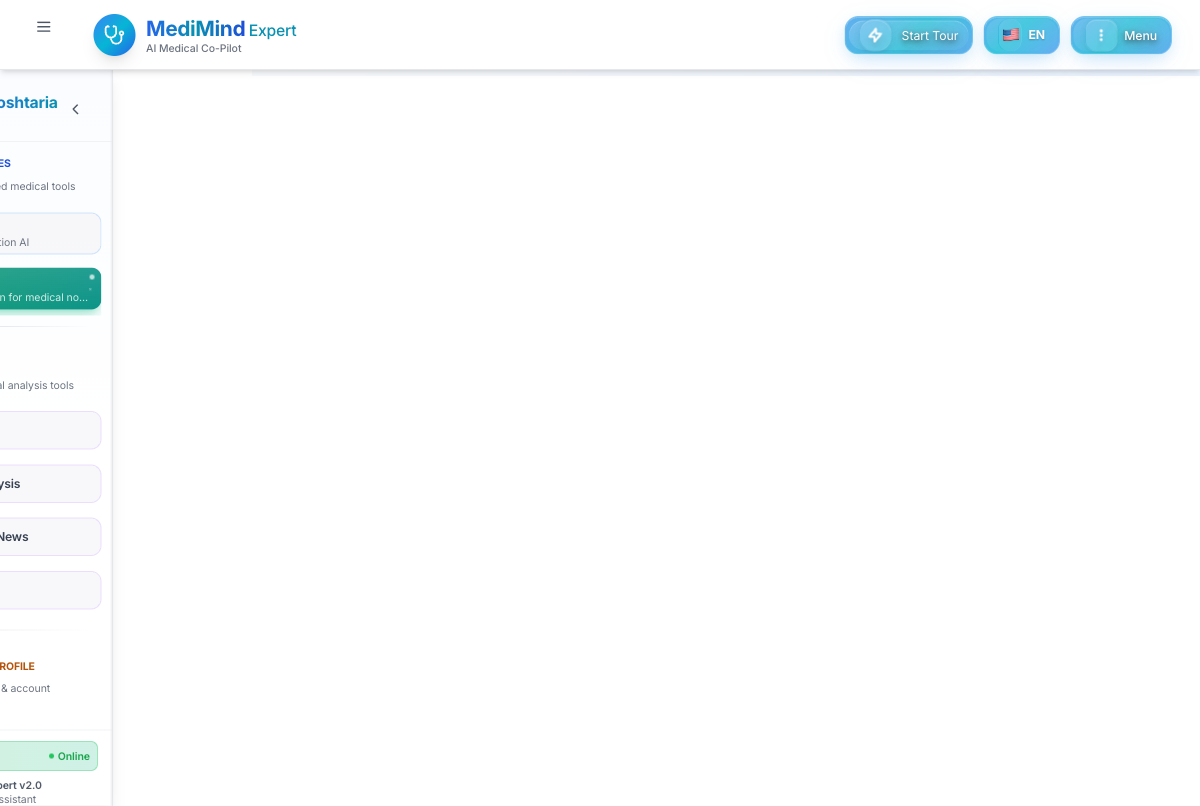 MediMind Expert
AI Medical Co-Pilot
Start Tour
EN
Menu
oshtaria
ES
ed medical tools
tion AI
n for medical no...
al analysis tools
ysis
News
ROFILE
& account
Online
pert v2.0
ssistant